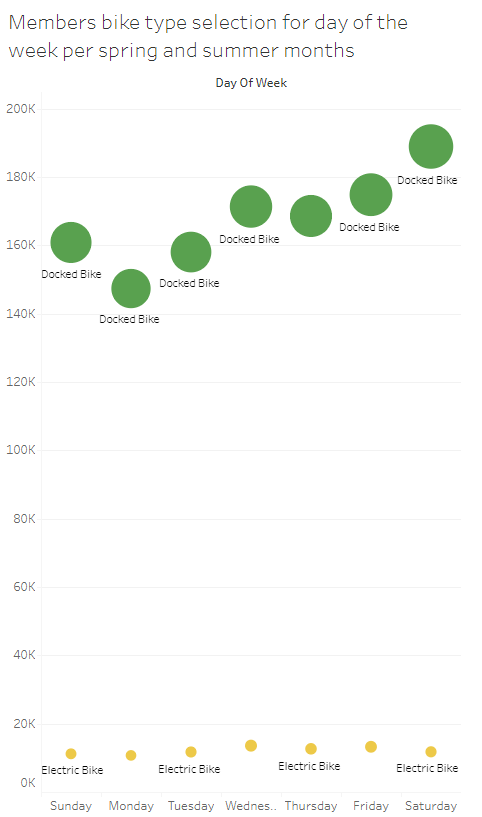 Members bike type selection for day of the
week per spring and summer months
Day Of Week
200K
180K
Docked Bike
Docked Bike
Docked Bike
160K
Docked Bike
Docked Bike
140K
Docked Bike
120K
100K
80K
60K
40K
20K
Electric Bike
Electric Bike
Electric Bike
Electric Bike
0K
Sunday
Monday
Tuesday
Wednes..
Thursday
Friday
Saturday